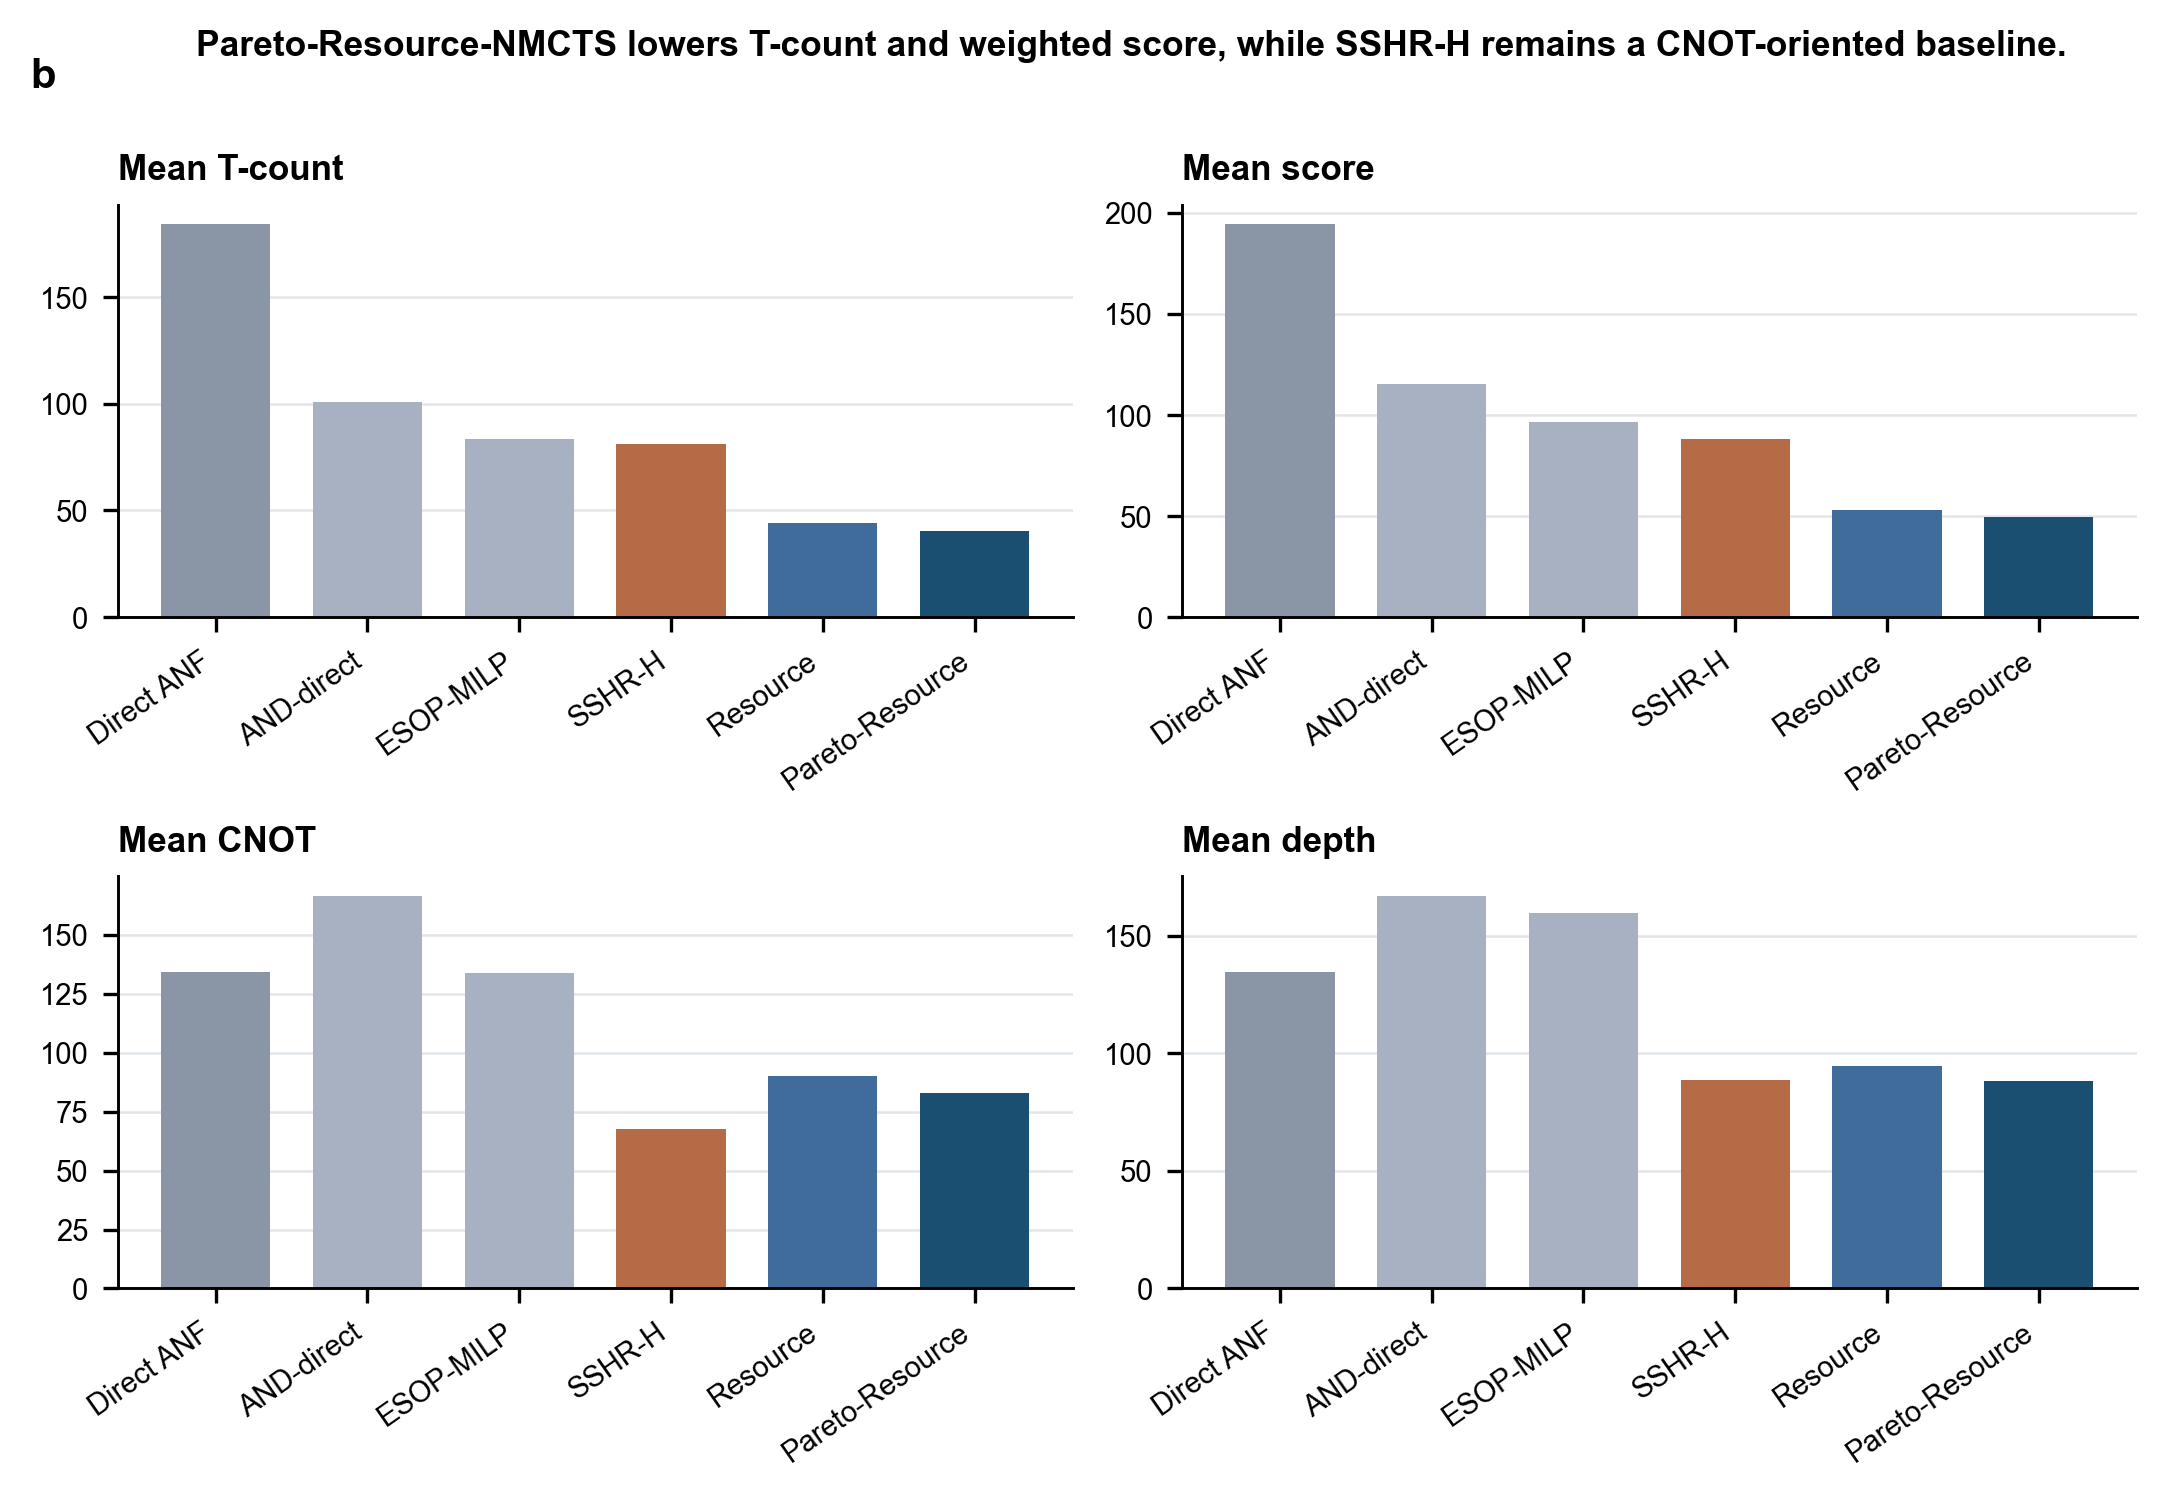 Pareto-Resource-NMCTS lowers T-count and weighted score, while SSHR-H remains a CNOT-oriented baseline.
b
Mean T-count
150
100
50
0
Direct ANF
AND-direct
ESOP-MILP
SSHR-H
Resource
Pareto-Resource
Mean score
200
150
100
50
0
Direct ANF
AND-direct
ESOP-MILP
SSHR-H
Resource
Pareto-Resource
Mean CNOT
150
125
100
75
50
25
0
Direct ANF
AND-direct
ESOP-MILP
SSHR-H
Resource
Pareto-Resource
Mean depth
150
100
50
0
Direct ANF
AND-direct
ESOP-MILP
SSHR-H
Resource
Pareto-Resource